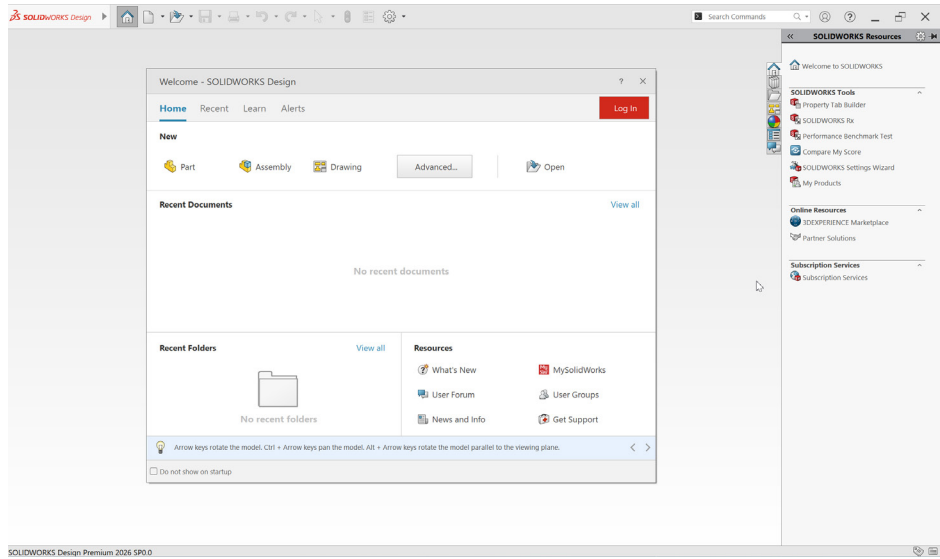 SOLIDWORKS Design
Search Commands
SOLIDWORKS Resources
Welcome - SOLIDWORKS Design
Home Recent Learn Alerts
Log In
New
Part Assembly Drawing Advanced... Open
Recent Documents View all
No recent documents
Recent Folders View all
No recent folders
Resources
What's New MySolidWorks
User Forum User Groups
News and Info Get Support
Arrow keys rotate the model. Ctrl + Arrow keys pan the model. Alt + Arrow keys rotate the model parallel to the viewing plane.
Do not show on startup
Welcome to SOLIDWORKS
SOLIDWORKS Tools
Property Tab Builder
SOLIDWORKS Rx
Performance Benchmark Test
Compare My Score
SOLIDWORKS Settings Wizard
My Products
Online Resources
3DEXPERIENCE Marketplace
Partner Solutions
Subscription Services
Subscription Services
SOLIDWORKS Design Premium 2026 SP0.0